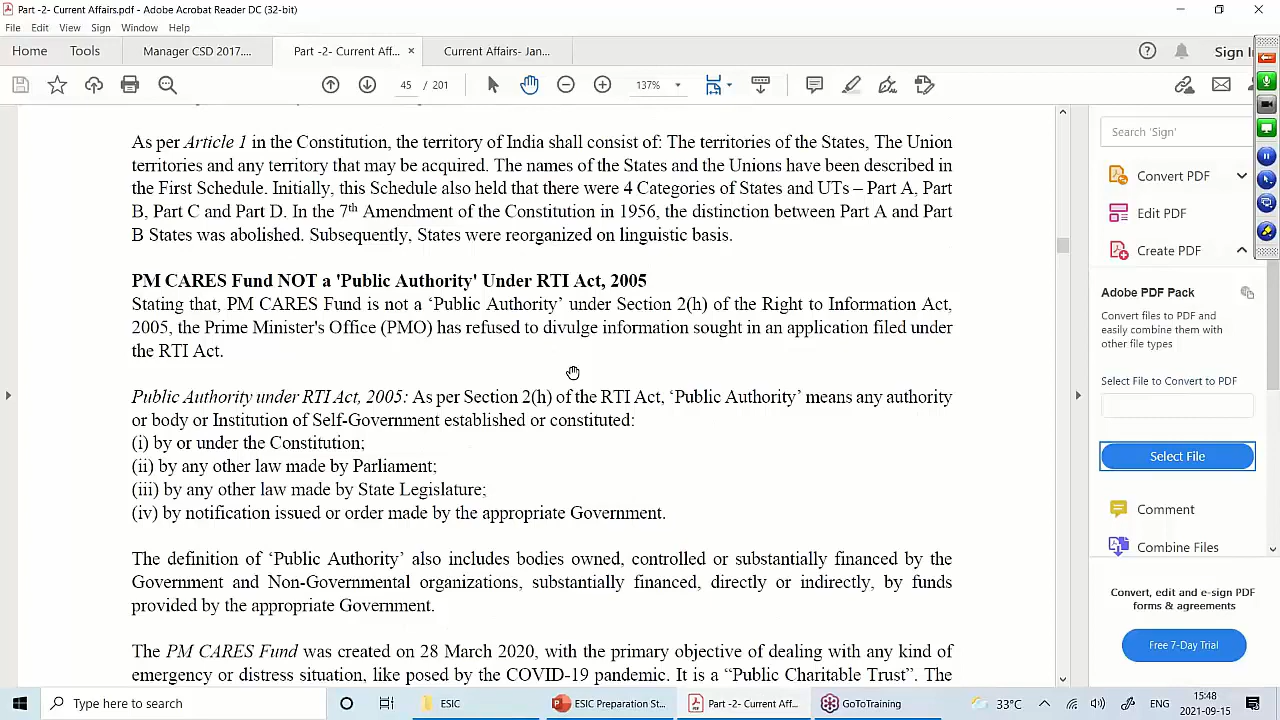 Part -2- Current Affairs.pdf - Adobe Acrobat Reader DC (32-bit)
File Edit View Sign Window Help
Home Tools Manager CSD 2017.... Part -2- Current Aff... × Current Affairs- Jan... Sign I
45 / 201 137%
As per Article 1 in the Constitution, the territory of India shall consist of: The territories of the States, The Union
territories and any territory that may be acquired. The names of the States and the Unions have been described in
the First Schedule. Initially, this Schedule also held that there were 4 Categories of States and UTs – Part A, Part
B, Part C and Part D. In the 7th Amendment of the Constitution in 1956, the distinction between Part A and Part
B States was abolished. Subsequently, States were reorganized on linguistic basis.
PM CARES Fund NOT a 'Public Authority' Under RTI Act, 2005
Stating that, PM CARES Fund is not a ‘Public Authority’ under Section 2(h) of the Right to Information Act,
2005, the Prime Minister's Office (PMO) has refused to divulge information sought in an application filed under
the RTI Act.
Public Authority under RTI Act, 2005: As per Section 2(h) of the RTI Act, ‘Public Authority’ means any authority
or body or Institution of Self-Government established or constituted:
(i) by or under the Constitution;
(ii) by any other law made by Parliament;
(iii) by any other law made by State Legislature;
(iv) by notification issued or order made by the appropriate Government.
The definition of ‘Public Authority’ also includes bodies owned, controlled or substantially financed by the
Government and Non-Governmental organizations, substantially financed, directly or indirectly, by funds
provided by the appropriate Government.
The PM CARES Fund was created on 28 March 2020, with the primary objective of dealing with any kind of
emergency or distress situation, like posed by the COVID-19 pandemic. It is a “Public Charitable Trust”. The
Search 'Sign'
Convert PDF
Edit PDF
Create PDF
Adobe PDF Pack
Convert files to PDF and
easily combine them with
other file types
Select File to Convert to PDF
Select File
Comment
Combine Files
Convert, edit and e-sign PDF
forms & agreements
Free 7-Day Trial
Type here to search
ESIC
ESIC Preparation St...
Part -2- Current Aff...
GoToTraining
33°C
ENG
15:48
2021-09-15